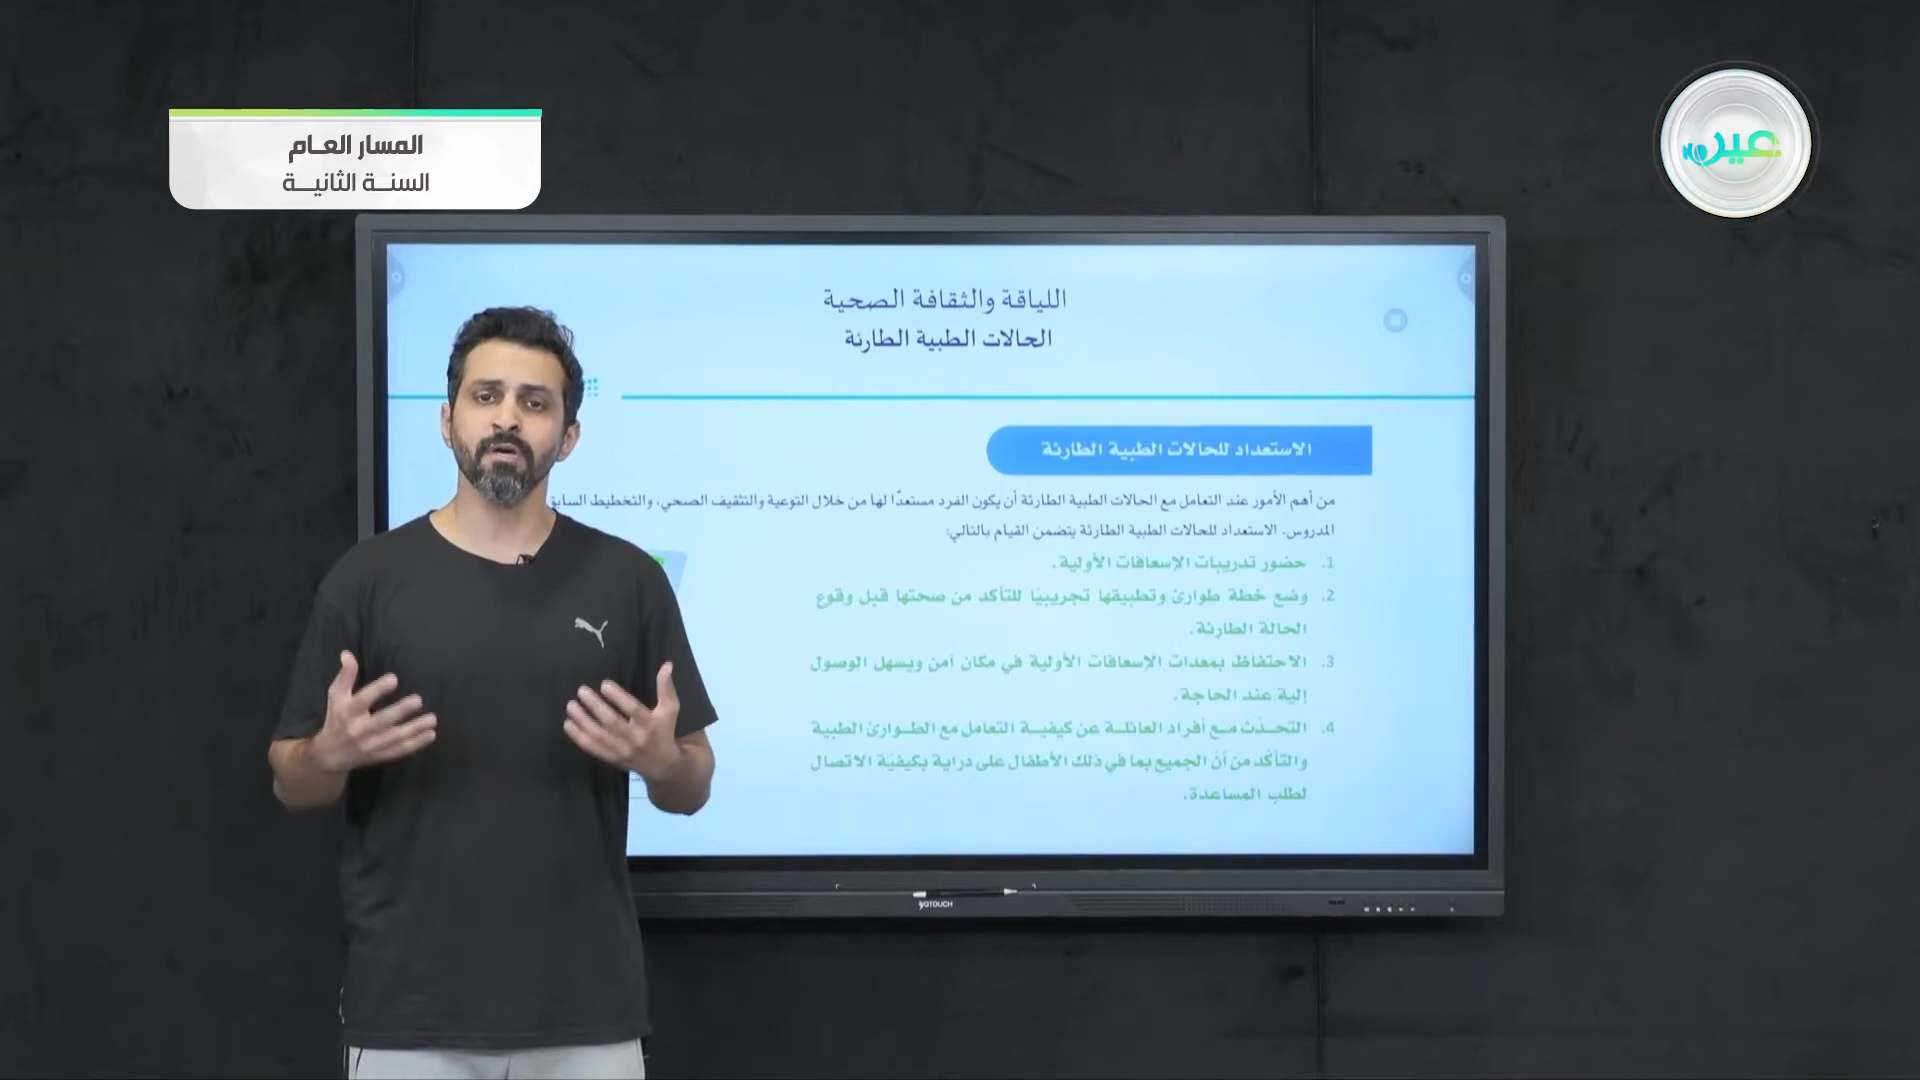 المسار العام
السنة الثانية
عين
اللياقة والثقافة الصحية
الحالات الطبية الطارئة
الاستعداد للحالات الطبية الطارئة
من أهم الأمور عند التعامل مع الحالات الطبية الطارئة أن يكون الفرد مستعدًا لها من خلال التوعية والتثقيف الصحي، والتخطيط السابق
المدروس. الاستعداد للحالات الطبية الطارئة يتضمن القيام بالتالي:
1. حضور تدريبات الإسعافات الأولية.
2. وضع خطة طوارئ وتطبيقها تجريبيًا للتأكد من صحتها قبل وقوع
الحالة الطارئة.
3. الاحتفاظ بمعدات الإسعافات الأولية في مكان آمن ويسهل الوصول
إلية عند الحاجة.
4. التحدّث مع أفراد العائلة عن كيفية التعامل مع الطوارئ الطبية
والتأكّد من أنّ الجميع بما في ذلك الأطفال على دراية بكيفيّة الاتصال
لطلب المساعدة.